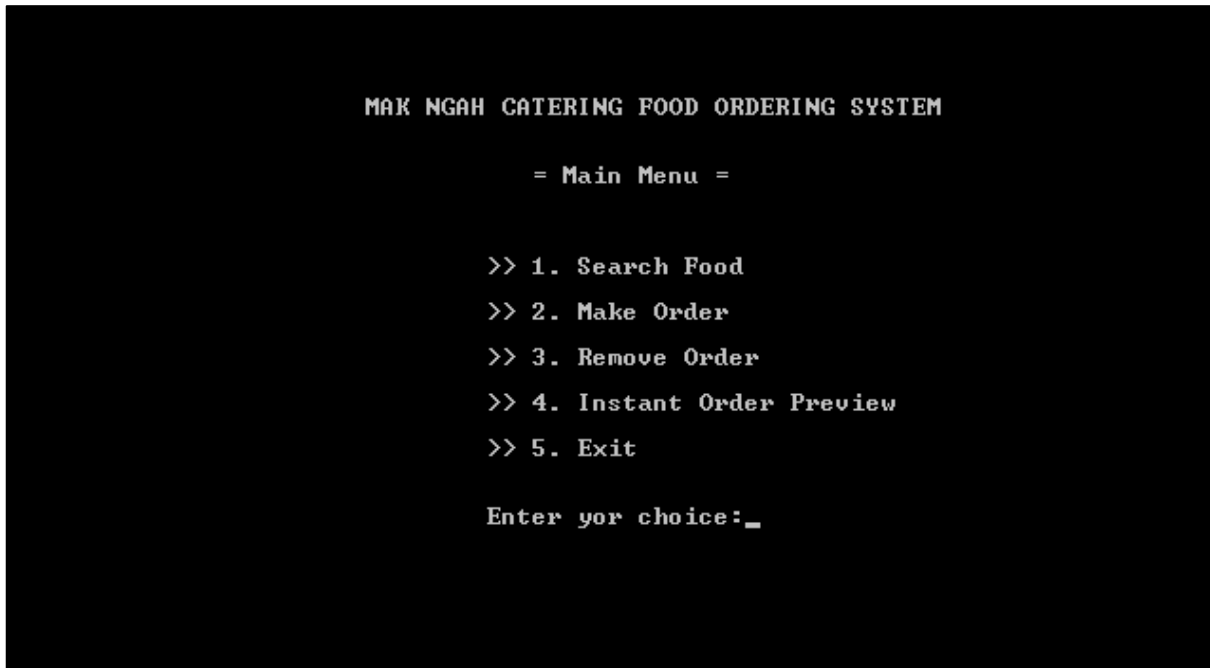 MAK NGAH CATERING FOOD ORDERING SYSTEM
= Main Menu =
>> 1. Search Food
>> 2. Make Order
>> 3. Remove Order
>> 4. Instant Order Preview
>> 5. Exit
Enter yor choice:_